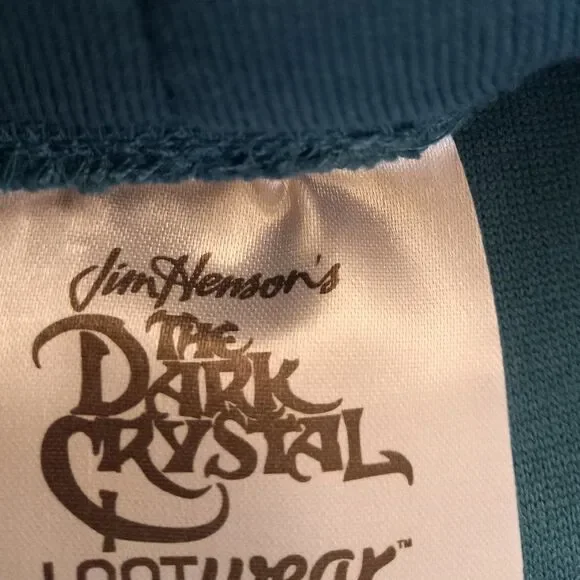 Jim Henson's
THE
DARK
CRYSTAL
LOOTwear™